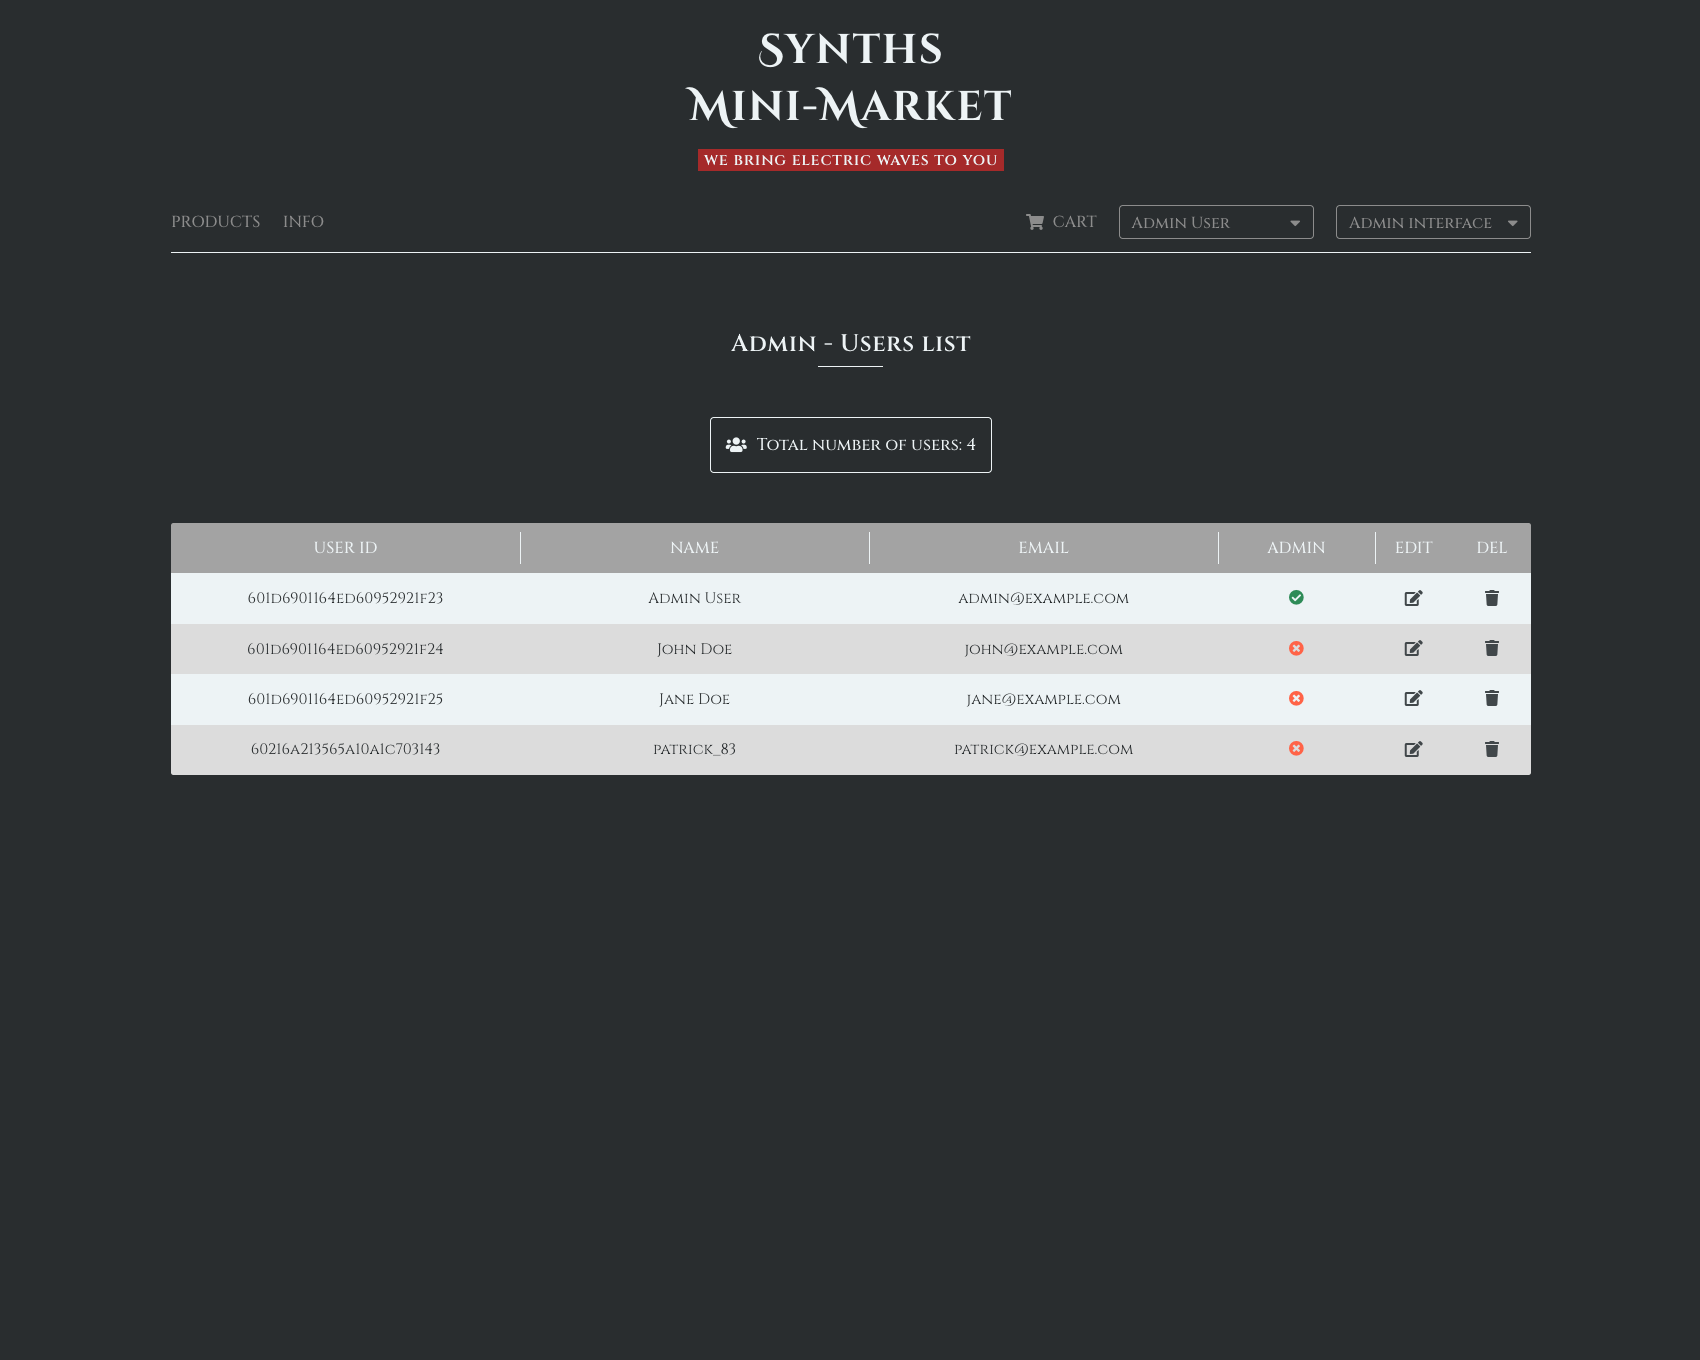 Synths
Mini-Market
we bring electric waves to you
PRODUCTS INFO CART Admin User Admin interface
Admin - Users list
Total number of users: 4
USER ID NAME EMAIL ADMIN EDIT DEL
601d6901164ed60952921f23 Admin User admin@example.com
601d6901164ed60952921f24 John Doe john@example.com
601d6901164ed60952921f25 Jane Doe jane@example.com
60216a213565a10a1c703143 patrick_83 patrick@example.com